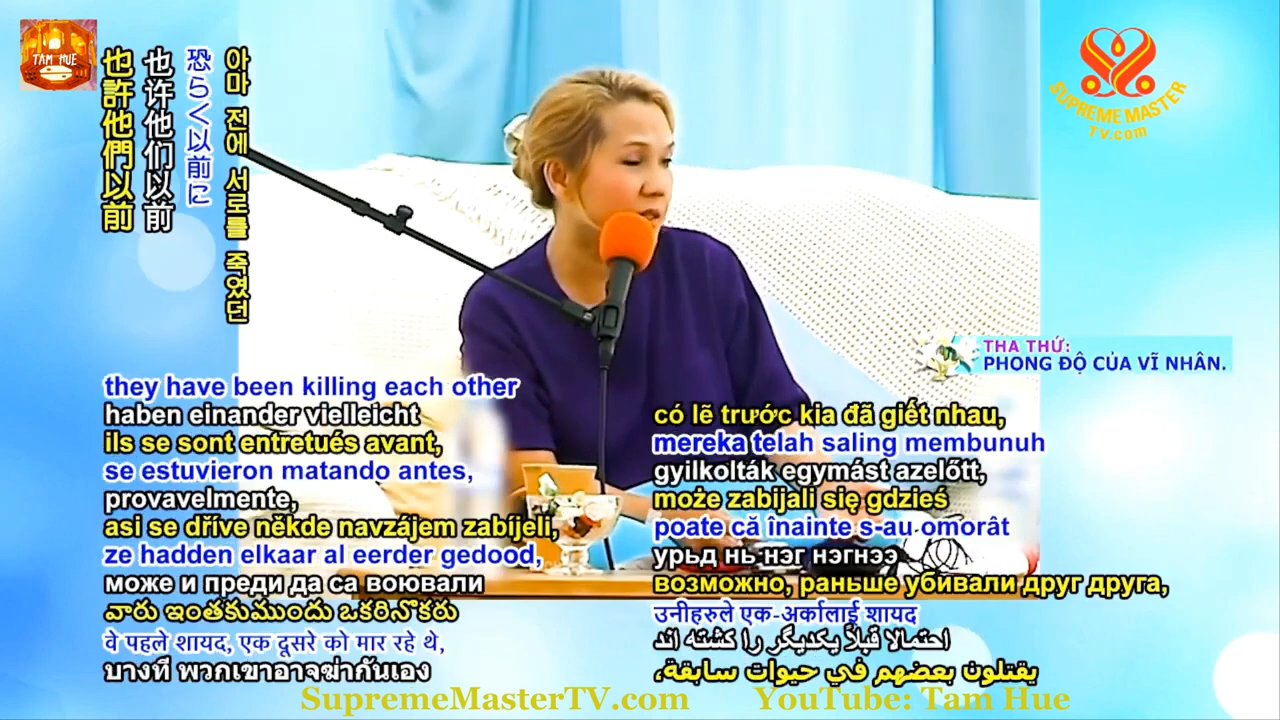 TAM HUE
也許他們以前
也许他们以前
恐らく以前に
아마 전에 서로를 죽였던
SUPREME MASTER
TV.com
THA THỨ:
PHONG ĐỘ CỦA VĨ NHÂN.
they have been killing each other
haben einander vielleicht
ils se sont entretués avant,
se estuvieron matando antes,
provavelmente,
asi se dříve někde navzájem zabíjeli,
ze hadden elkaar al eerder gedood,
може и преди да са воювали
వారు ఇంతకుముందు ఒకరినొకరు
वे पहले शायद, एक दूसरे को मार रहे थे,
บางที พวกเขาอาจฆ่ากันเอง
có lẽ trước kia đã giết nhau,
mereka telah saling membunuh
gyilkolták egymást azelőtt,
może zabijali się gdzieś
poate că înainte s-au omorât
урьд нь нэг нэгнээ
возможно, раньше убивали друг друга,
उनीहरुले एक-अर्कालाई शायद
احتمالا قبلاً یکدیگر را کشته اند
يقتلون بعضهم في حيوات سابقة،
SupremeMasterTV.com
YouTube: Tam Hue